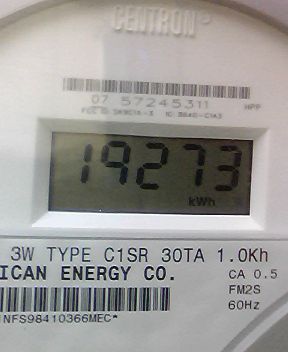 CENTRON
07 57245311 HPP
19273
kWh
3W TYPE C1SR 30TA 1.0Kh
ICAN ENERGY CO. CA 0.5
FM2S
60Hz
NFS98410366MEC*